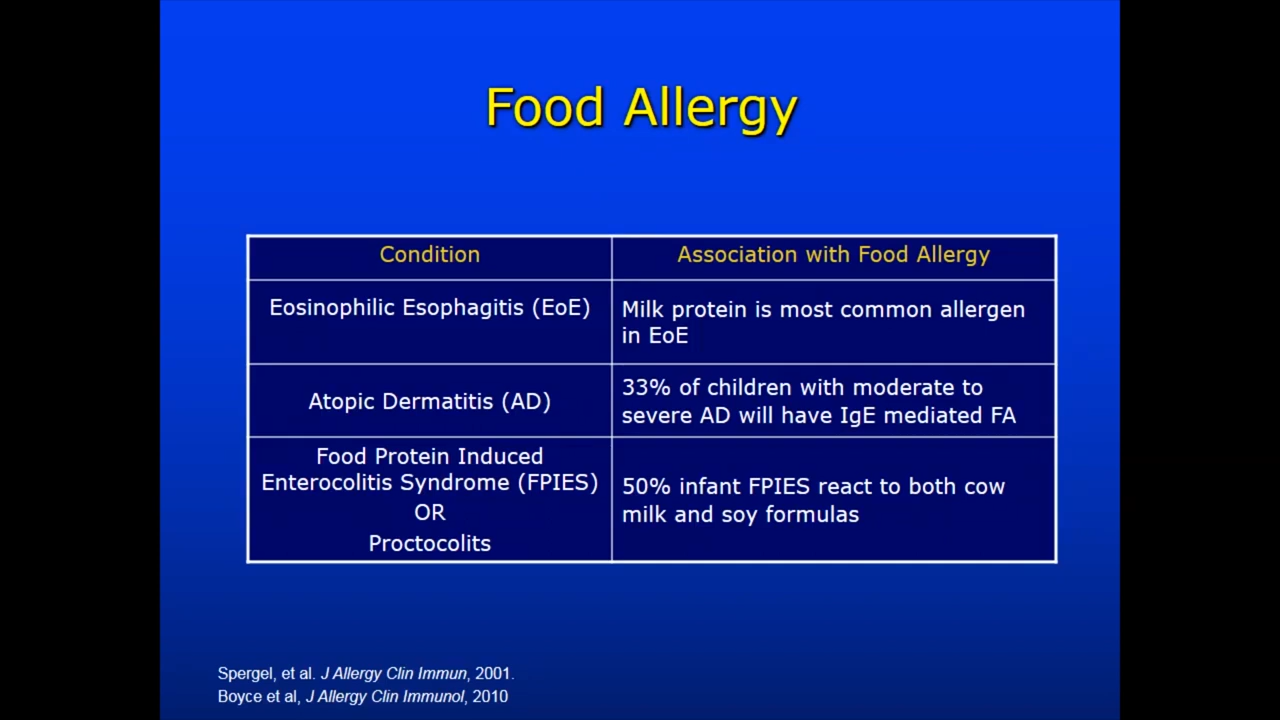 Food Allergy
Condition
Association with Food Allergy
Eosinophilic Esophagitis (EoE)
Milk protein is most common allergen
in EoE
Atopic Dermatitis (AD)
33% of children with moderate to
severe AD will have IgE mediated FA
Food Protein Induced
Enterocolitis Syndrome (FPIES)
OR
Proctocolits
50% infant FPIES react to both cow
milk and soy formulas
Spergel, et al. J Allergy Clin Immun, 2001.
Boyce et al, J Allergy Clin Immunol, 2010